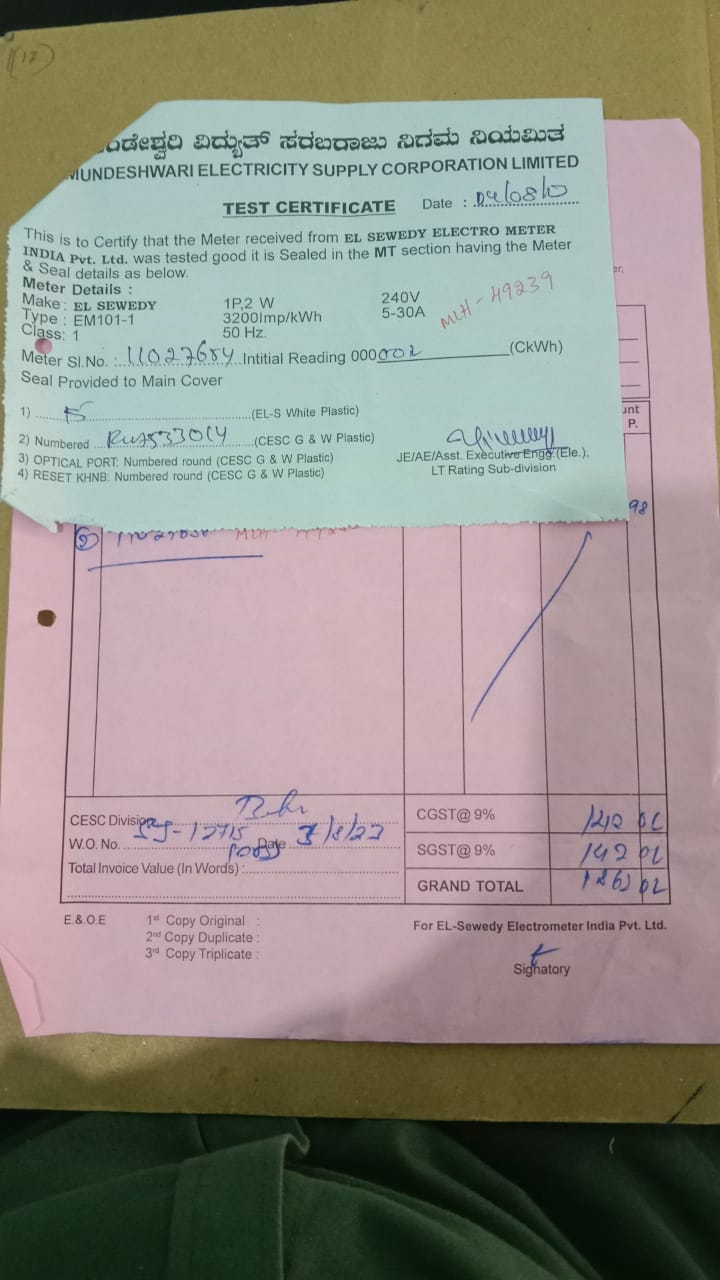 (17)
ವಿದ್ಯುತ್ ಸರಬರಾಜು ನಿಗಮ ನಿಯಮಿತ
MUNDESHWARI ELECTRICITY SUPPLY CORPORATION LIMITED
TEST CERTIFICATE Date :
This is to Certify that the Meter received from EL SEWEDY ELECTRO METER
INDIA Pvt. Ltd. was tested good it is Sealed in the MT section having the Meter
& Seal details as below.
Meter Details :
Make : EL SEWEDY 1P,2 W 240V
Type : EM101-1 3200Imp/kWh 5-30A MLH - 49239
Class: 1 50 Hz.
Meter Sl.No. : 11027684 Intitial Reading 000002 (CkWh)
Seal Provided to Main Cover
1) (EL-S White Plastic)
2) Numbered (CESC G & W Plastic)
3) OPTICAL PORT: Numbered round (CESC G & W Plastic)
4) RESET KHNB: Numbered round (CESC G & W Plastic)
JE/AE/Asst. Executive Engg.(Ele.),
LT Rating Sub-division
P.
98
CESC Division
W.O. No. Date 3/8/23
Total Invoice Value (In Words) :
CGST@ 9%
SGST@ 9%
GRAND TOTAL
E.& O.E 1st Copy Original :
2nd Copy Duplicate :
3rd Copy Triplicate :
For EL-Sewedy Electrometer India Pvt. Ltd.
Signatory